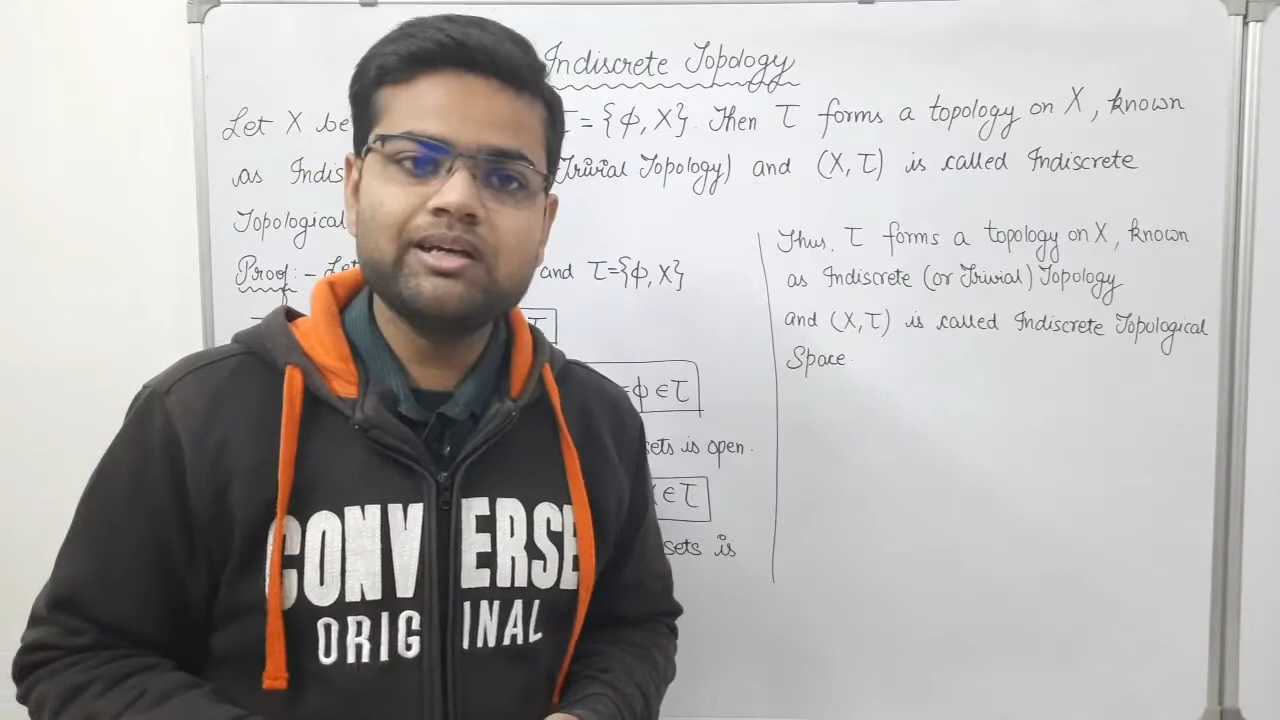 Indiscrete Topology
Let X be τ = {ϕ, X}. Then τ forms a topology on X, known
as Indis (Trivial Topology) and (X, τ) is called Indiscrete
Topological
Proof:- Let and τ={ϕ, X}
=ϕ∈τ
sets is open.
X∈τ
sets is
Thus, τ forms a topology on X, known
as Indiscrete (or Trivial) Topology
and (X,τ) is called Indiscrete Topological
Space.
CONVERSE
ORIGINAL